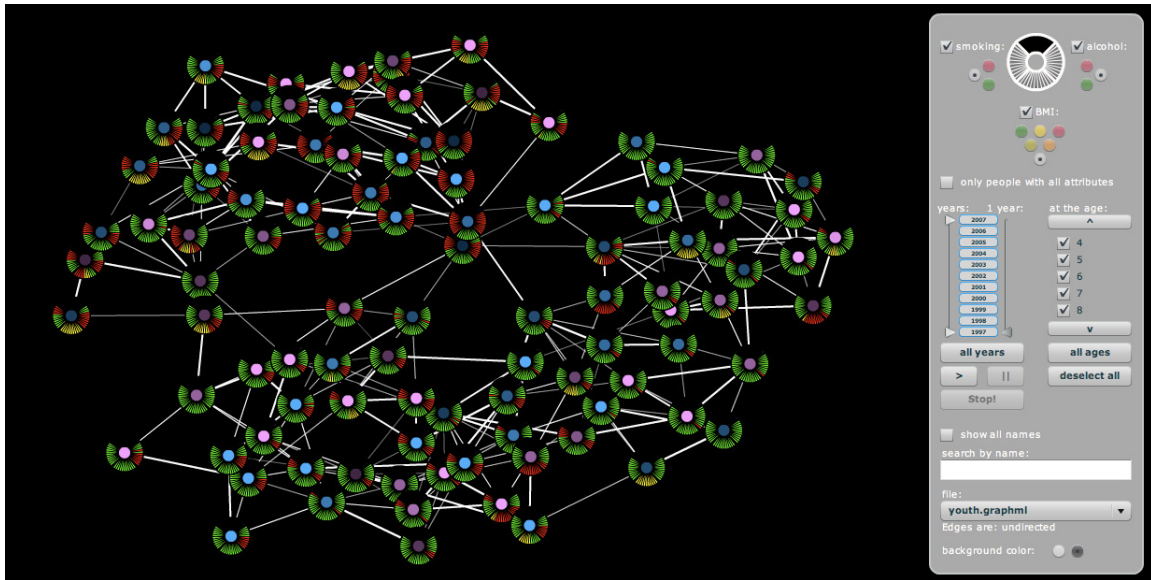 smoking: alcohol:
BMI:
only people with all attributes
years: 1 year: at the age:
2007 ^
2006
2005 4
2004
2003 5
2002 6
2001
2000 7
1999
1998 8
1997 v
all years all ages
> || deselect all
Stop!
show all names
search by name:
file:
youth.graphml
Edges are: undirected
background color: